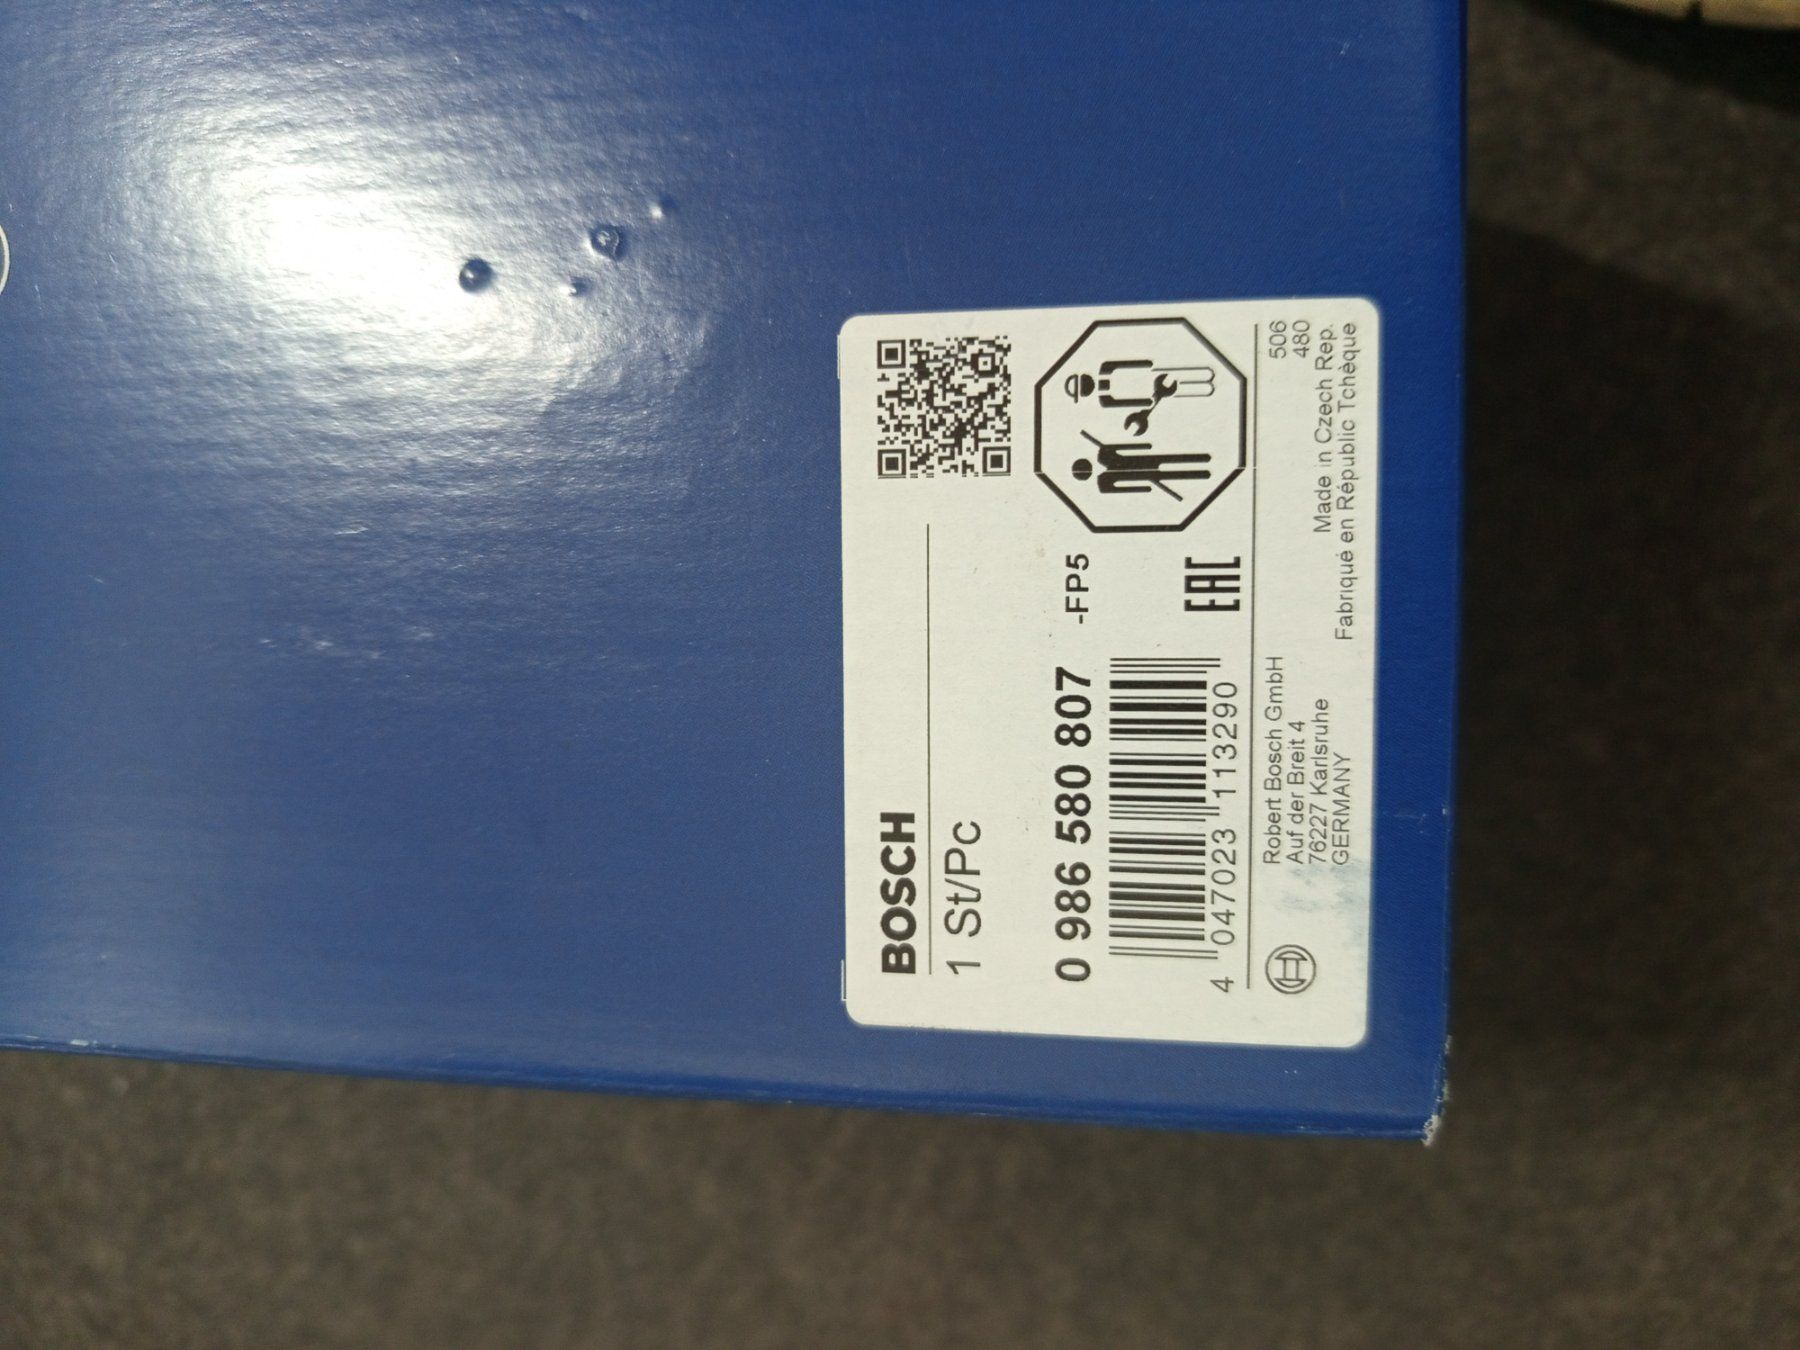 BOSCH
1 St/Pc
0 986 580 807 -FP5
4 047023 113290
EAC
Robert Bosch GmbH
Auf der Breit 4
76227 Karlsruhe
GERMANY
506
480
Made in Czech Rep.
Fabriqué en Républic Tchèque